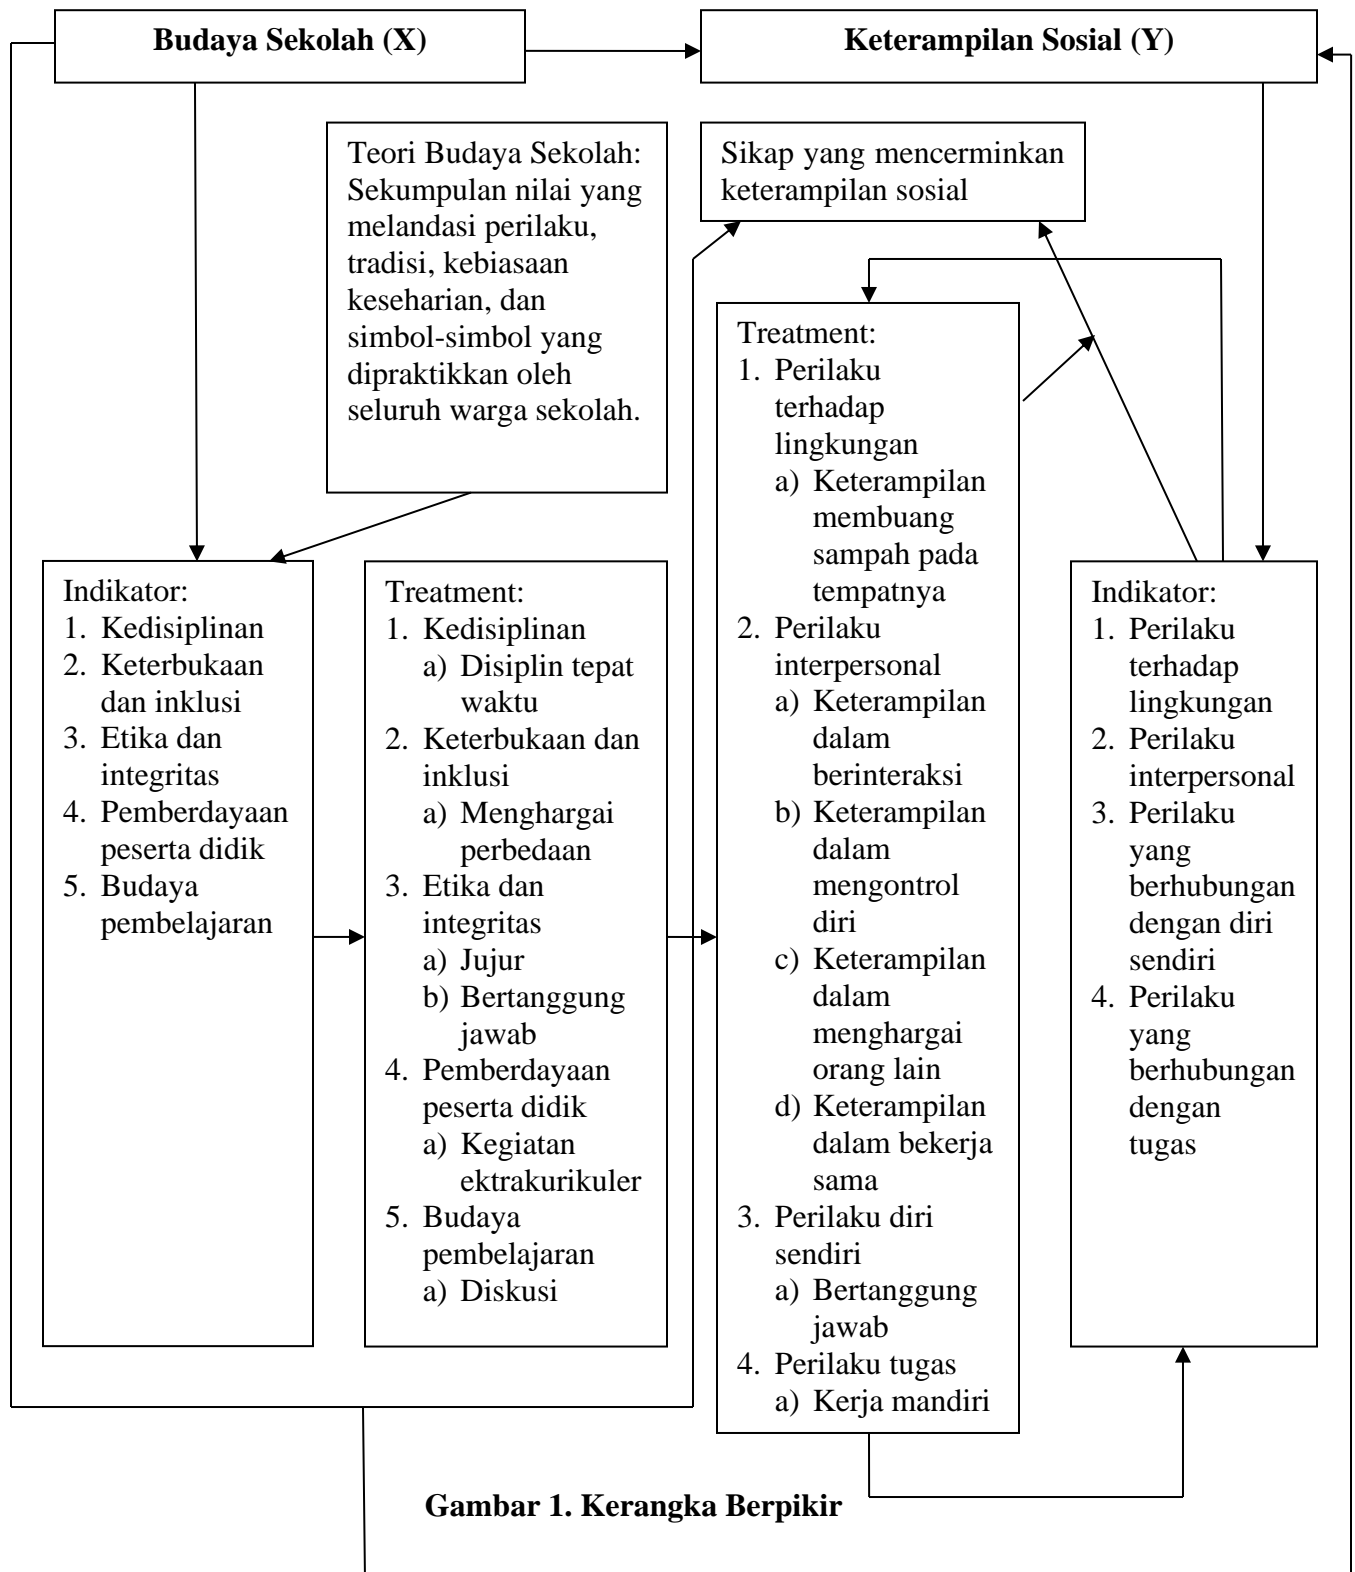 Budaya Sekolah (X)
Keterampilan Sosial (Y)
Teori Budaya Sekolah:
Sekumpulan nilai yang
melandasi perilaku,
tradisi, kebiasaan
keseharian, dan
simbol-simbol yang
dipraktikkan oleh
seluruh warga sekolah.
Sikap yang mencerminkan
keterampilan sosial
Indikator:
1. Kedisiplinan
2. Keterbukaan
dan inklusi
3. Etika dan
integritas
4. Pemberdayaan
peserta didik
5. Budaya
pembelajaran
Treatment:
1. Kedisiplinan
a) Disiplin tepat
waktu
2. Keterbukaan dan
inklusi
a) Menghargai
perbedaan
3. Etika dan
integritas
a) Jujur
b) Bertanggung
jawab
4. Pemberdayaan
peserta didik
a) Kegiatan
ektrakurikuler
5. Budaya
pembelajaran
a) Diskusi
Treatment:
1. Perilaku
terhadap
lingkungan
a) Keterampilan
membuang
sampah pada
tempatnya
2. Perilaku
interpersonal
a) Keterampilan
dalam
berinteraksi
b) Keterampilan
dalam
mengontrol
diri
c) Keterampilan
dalam
menghargai
orang lain
d) Keterampilan
dalam bekerja
sama
3. Perilaku diri
sendiri
a) Bertanggung
jawab
4. Perilaku tugas
a) Kerja mandiri
Indikator:
1. Perilaku
terhadap
lingkungan
2. Perilaku
interpersonal
3. Perilaku
yang
berhubungan
dengan diri
sendiri
4. Perilaku
yang
berhubungan
dengan
tugas
Gambar 1. Kerangka Berpikir